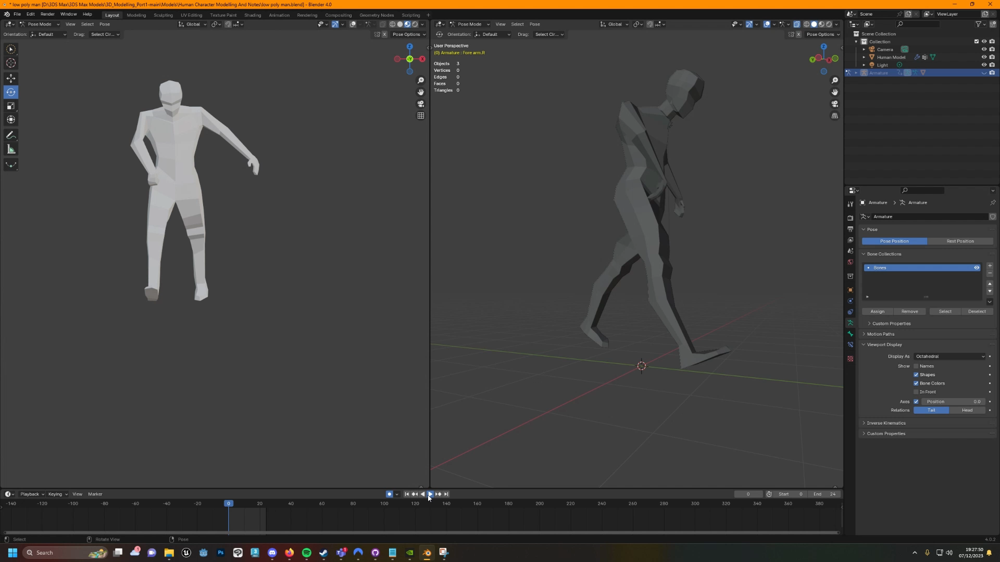 * low poly man [D:\3DS Max\3DS Max Models\3D_Modelling_Port1-main\Models\Human Character Modelling And Notes\low poly man.blend] - Blender 4.0
File Edit Render Window Help Layout Modeling Sculpting UV Editing Texture Paint Shading Animation Rendering Compositing Geometry Nodes Scripting + Scene ViewLayer
Pose Mode View Select Pose Global Pose Mode View Select Pose Global
Orientation: Default Drag: Select Cir... X Pose Options Orientation: Default Drag: Select Cir... X Pose Options
Scene Collection
Collection
Camera
Human Model
Light
Armature
Z
-Y
X
User Perspective
(0) Armature : Fore arm.R
Objects 3
Vertices 0
Edges 0
Faces 0
Triangles 0
Z
Y
X
Armature > Armature
Armature
Pose
Pose Position Rest Position
Bone Collections
Bones
Assign Remove Select Deselect
Custom Properties
Motion Paths
Viewport Display
Display As Octahedral
Show Names
Shapes
Bone Colors
In Front
Axes Position 0.0
Relations Tail Head
Inverse Kinematics
Custom Properties
Playback Keying View Marker 0 Start 0 End 24
-140 -120 -100 -80 -60 -40 -20 0 20 40 60 80 100 120 140 160 180 200 220 240 260 280 300 320 340 360 380
Select Rotate View Pose 4.0.2
Search 19:27:50
07/12/2023